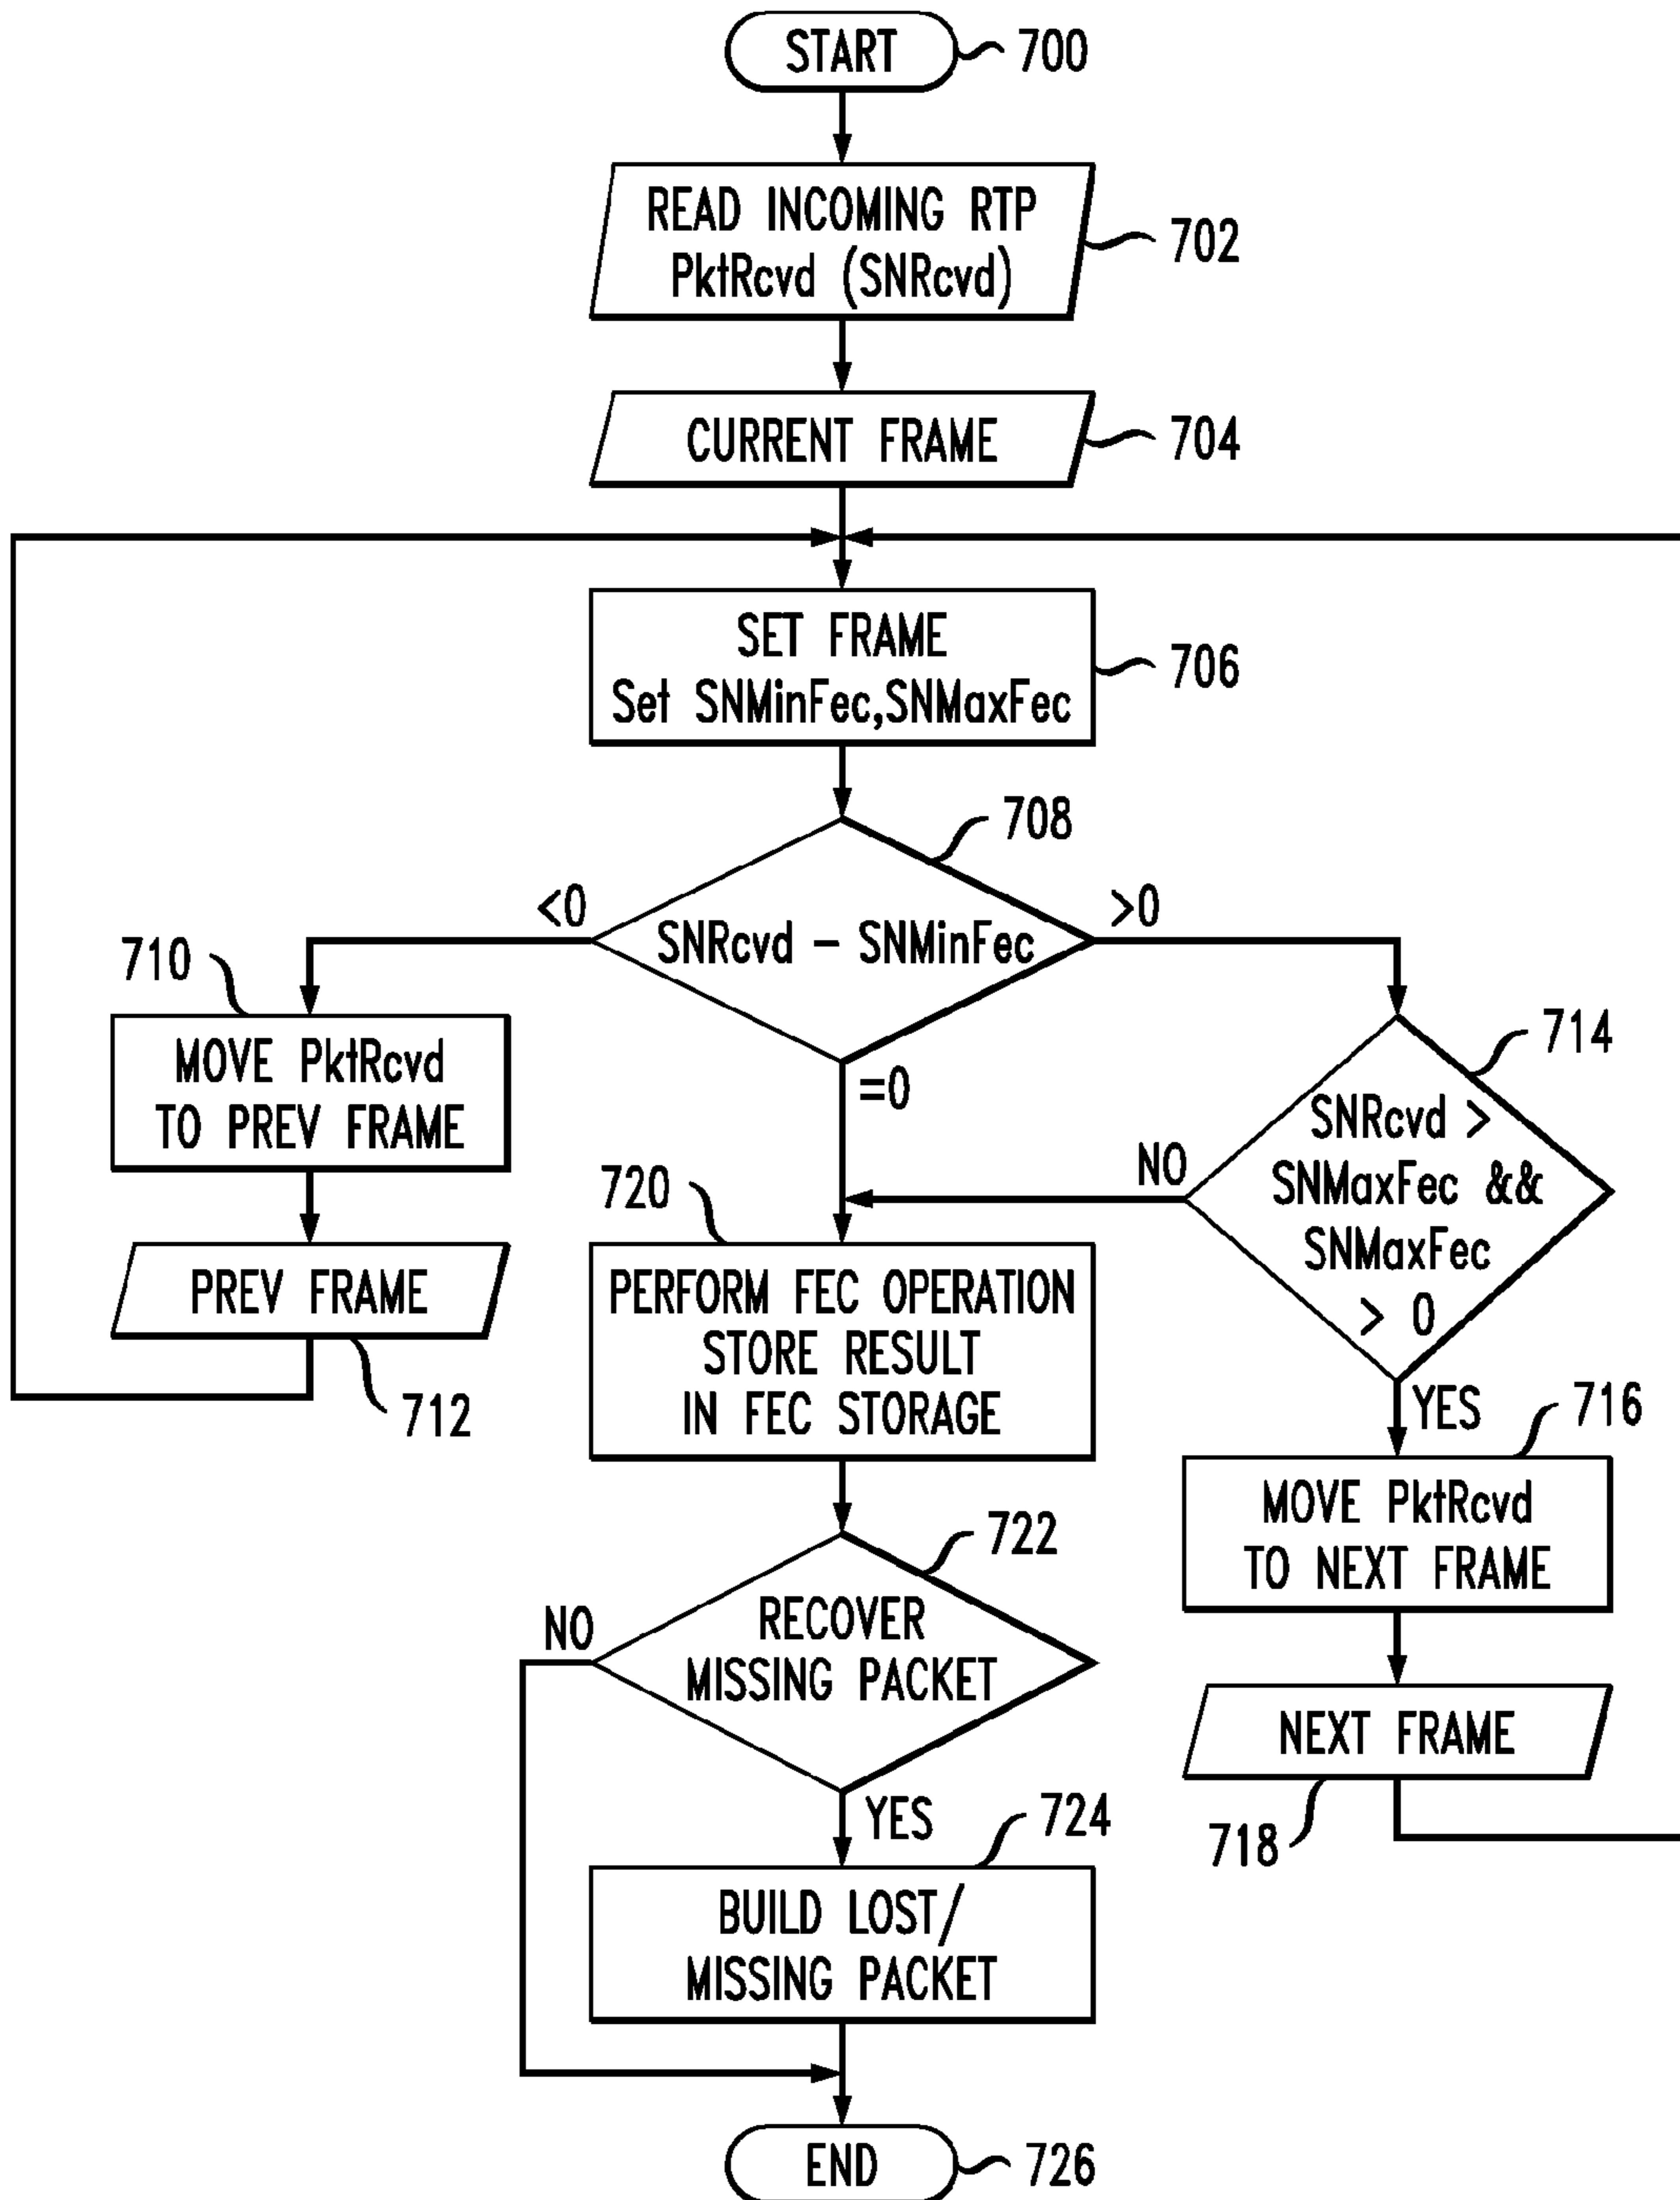 START
700
READ INCOMING RTP
PktRcvd (SNRcvd)
702
CURRENT FRAME
704
SET FRAME
Set SNMinFec,SNMaxFec
706
708
<0
SNRcvd – SNMinFec
>0
=0
710
MOVE PktRcvd
TO PREV FRAME
PREV FRAME
712
714
SNRcvd >
SNMaxFec &&
SNMaxFec
> 0
NO
YES
716
MOVE PktRcvd
TO NEXT FRAME
NEXT FRAME
718
720
PERFORM FEC OPERATION
STORE RESULT
IN FEC STORAGE
722
RECOVER
MISSING PACKET
NO
YES
724
BUILD LOST/
MISSING PACKET
END
726